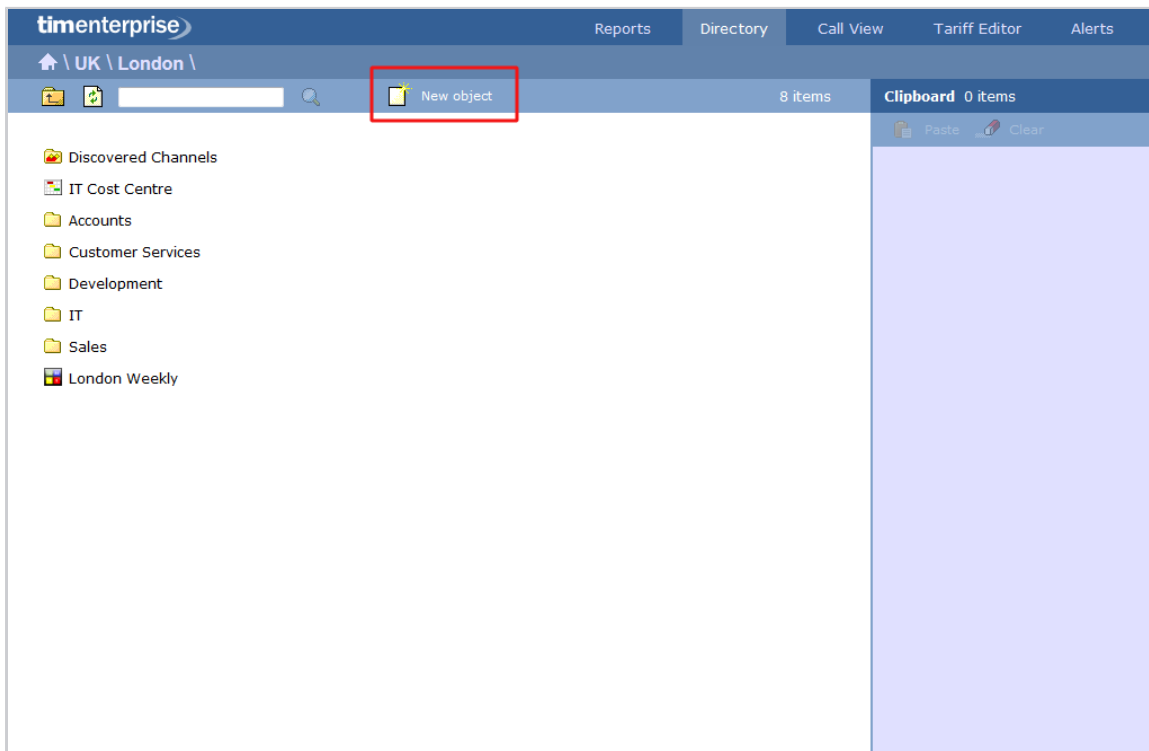 timenterprise
Reports Directory Call View Tariff Editor Alerts
\ UK \ London \
New object 8 items Clipboard 0 items
Paste Clear
Discovered Channels
IT Cost Centre
Accounts
Customer Services
Development
IT
Sales
London Weekly